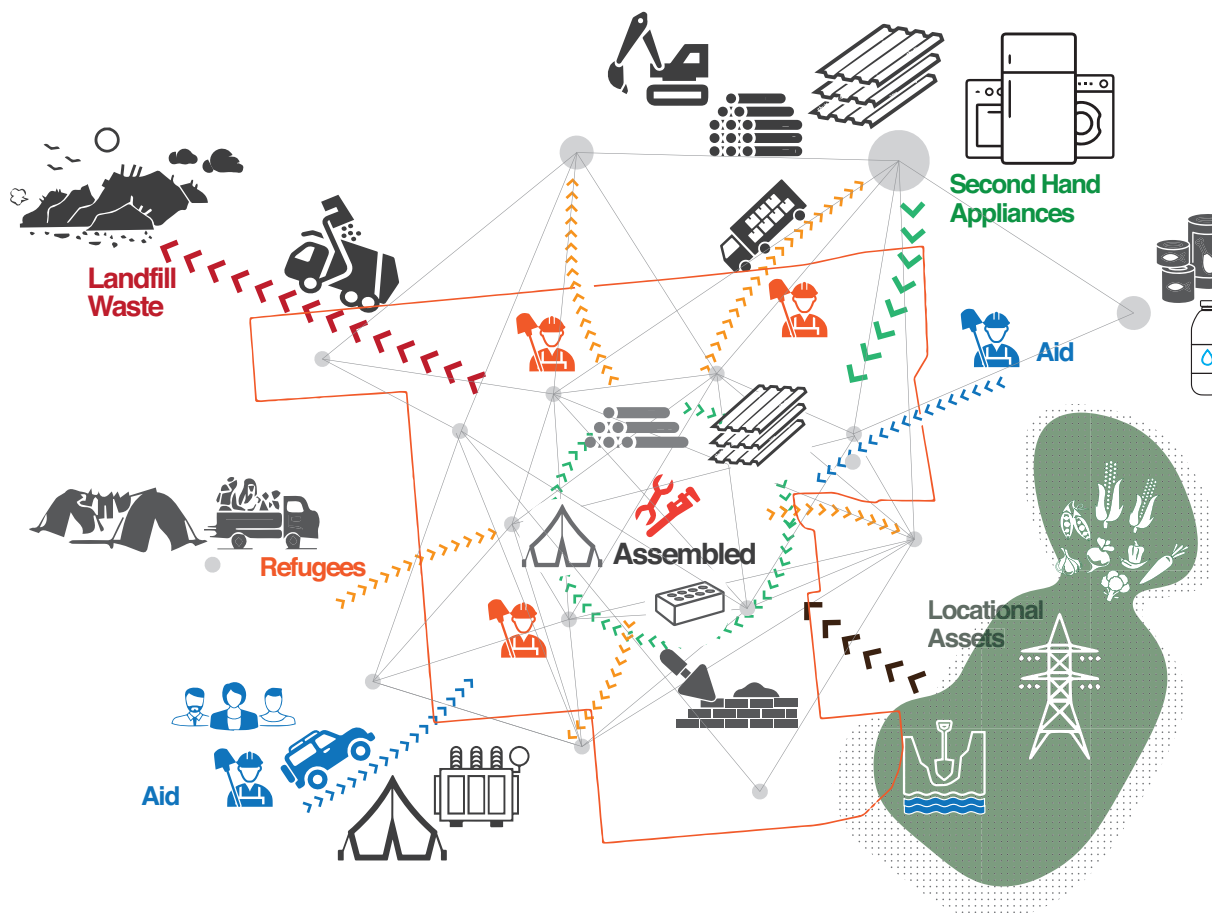 Second Hand
Appliances
Landfill
Waste
Aid
Refugees
Assembled
Locational
Assets
Aid